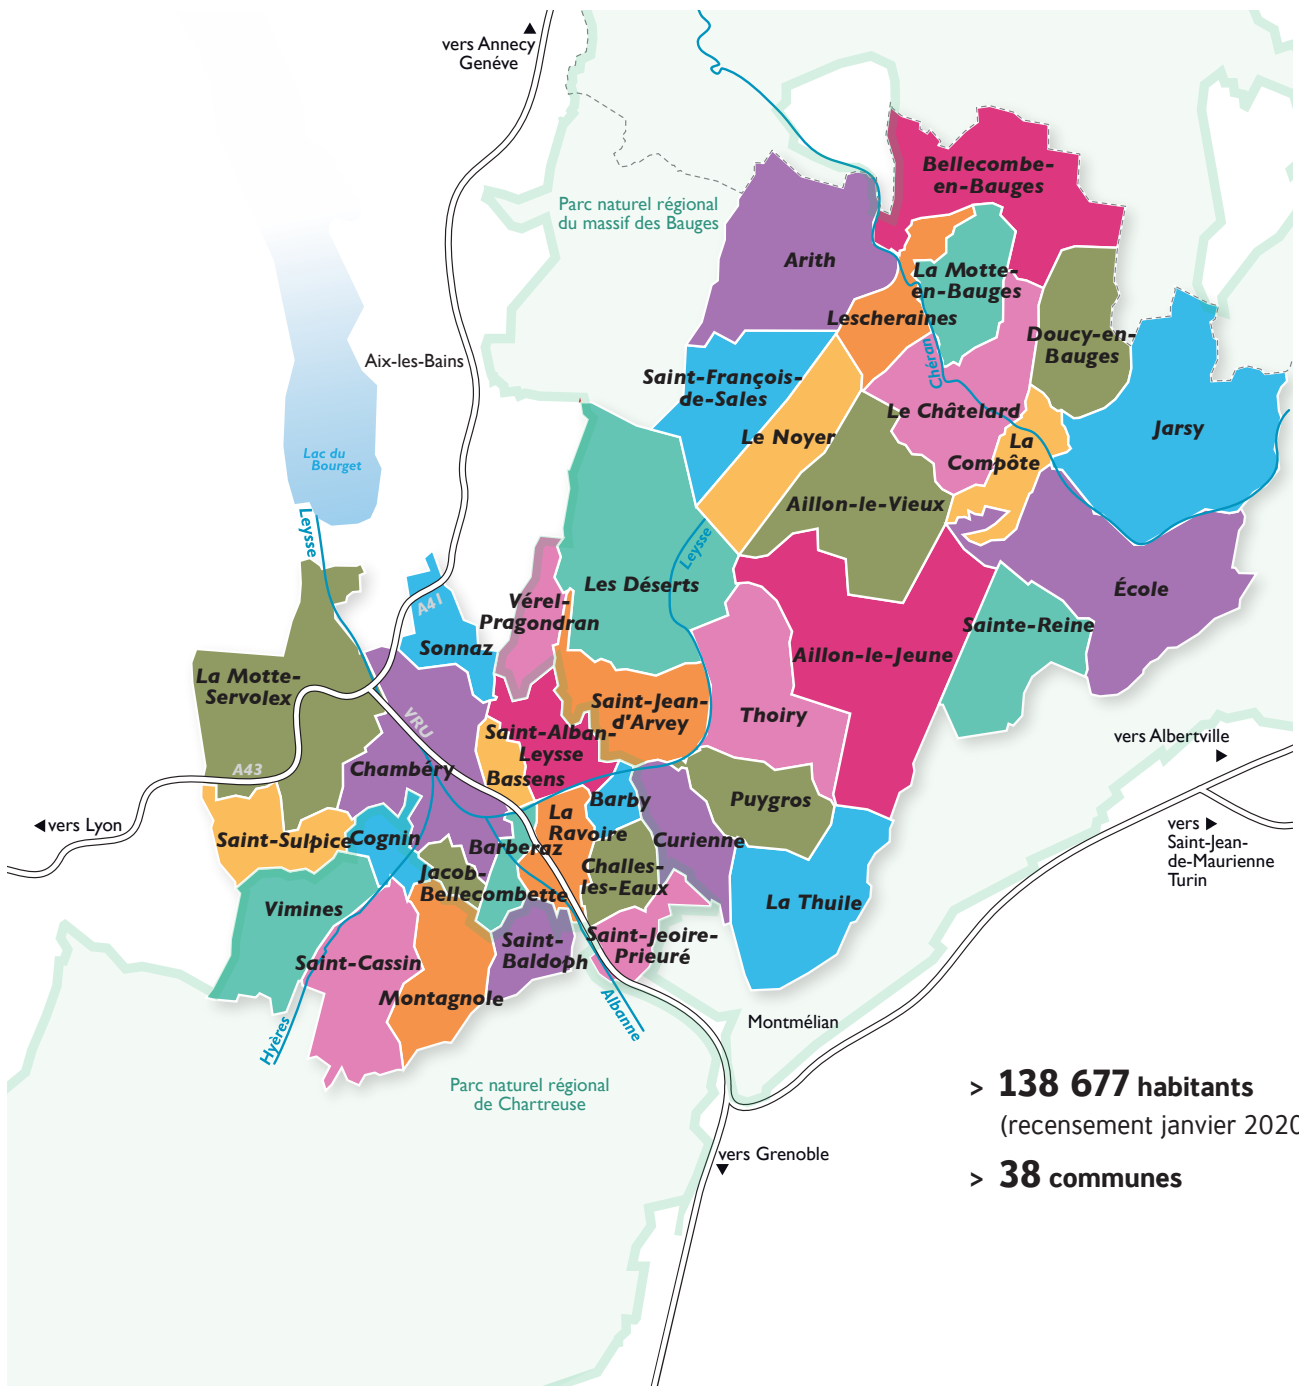 vers Annecy
Genéve
Bellecombe-
en-Bauges
Parc naturel régional
du massif des Bauges
Arith
La Motte-
en-Bauges
Lescheraines
Doucy-en-
Bauges
Chéran
Aix-les-Bains
Saint-François-
de-Sales
Le Châtelard
Jarsy
Le Noyer
La
Compôte
Lac du
Bourget
Aillon-le-Vieux
Leysse
Leysse
Les Déserts
École
A41
Vérel-
Pragondran
Sainte-Reine
Sonnaz
Aillon-le-Jeune
La Motte-
Servolex
Saint-Jean-
d'Arvey
Thoiry
VRU
Saint-Alban-
Leysse
vers Albertville
A43
Chambéry
Bassens
Barby
Puygros
vers Lyon
La
Ravoire
vers
Saint-Jean-
de-Maurienne
Turin
Saint-Sulpice
Cognin
Barberaz
Curienne
Jacob-
Bellecombette
Challes-
les-Eaux
Vimines
La Thuile
Saint-
Baldoph
Saint-Jeoire-
Prieuré
Saint-Cassin
Montagnole
Albanne
Hyères
Montmélian
Parc naturel régional
de Chartreuse
> 138 677 habitants
(recensement janvier 2020
vers Grenoble
> 38 communes